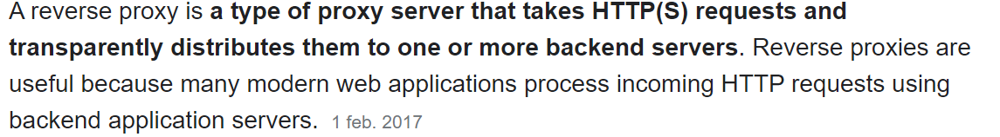 A reverse proxy is a type of proxy server that takes HTTP(S) requests and
transparently distributes them to one or more backend servers. Reverse proxies are
useful because many modern web applications process incoming HTTP requests using
backend application servers. 1 feb. 2017